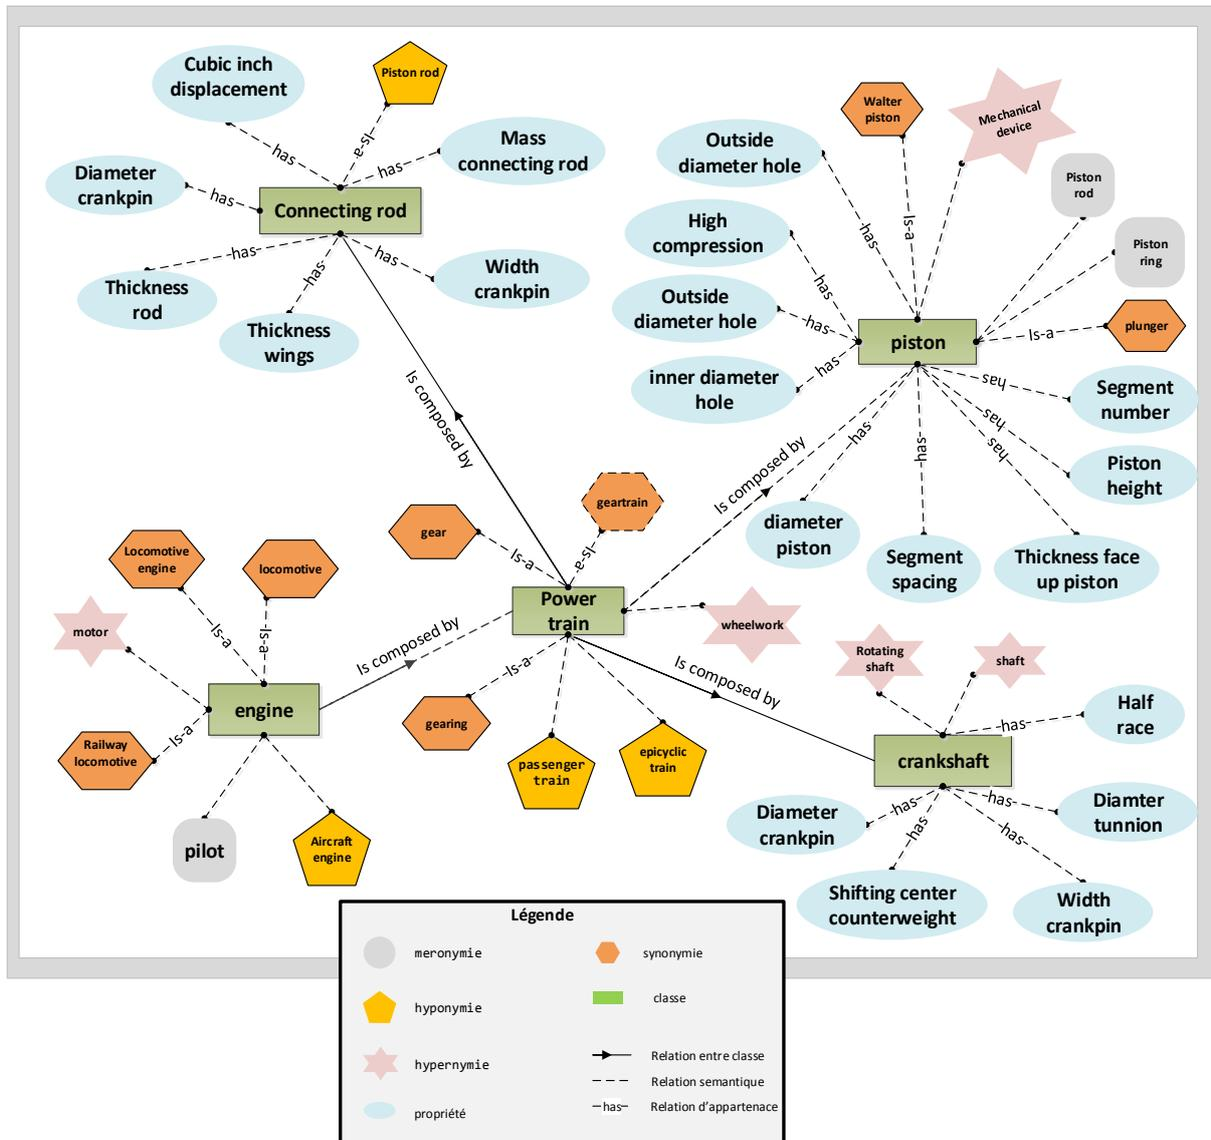 Cubic inch
displacement
Piston rod
has
Is-a
has
Mass
connecting rod
Diameter
crankpin
has
Connecting rod
has
has
has
Thickness
rod
Thickness
wings
Width
crankpin
Is composed by
Walter
piston
Mechanical
device
Outside
diameter hole
Piston
rod
High
compression
has
Is-a
Piston
ring
Outside
diameter hole
has
has
piston
Is-a
plunger
inner diameter
hole
has
has
Segment
number
has
has
has
has
Piston
height
Is composed by
diameter
piston
Segment
spacing
Thickness face
up piston
gear
geartrain
Is-a
Is-a
Power
train
wheelwork
Locomotive
engine
locomotive
motor
Is-a
Is-a
Is composed by
engine
Is-a
Railway
locomotive
pilot
Aircraft
engine
Is-a
gearing
passenger
train
epicyclic
train
Is composed by
Rotating
shaft
shaft
has
Half
race
crankshaft
Diameter
crankpin
has
has
has
has
Diamter
tunnion
Shifting center
counterweight
Width
crankpin
Légende
meronymie
synonymie
hyponymie
classe
hypernymie
Relation entre classe
Relation semantique
propriété
has
Relation d'appartenace